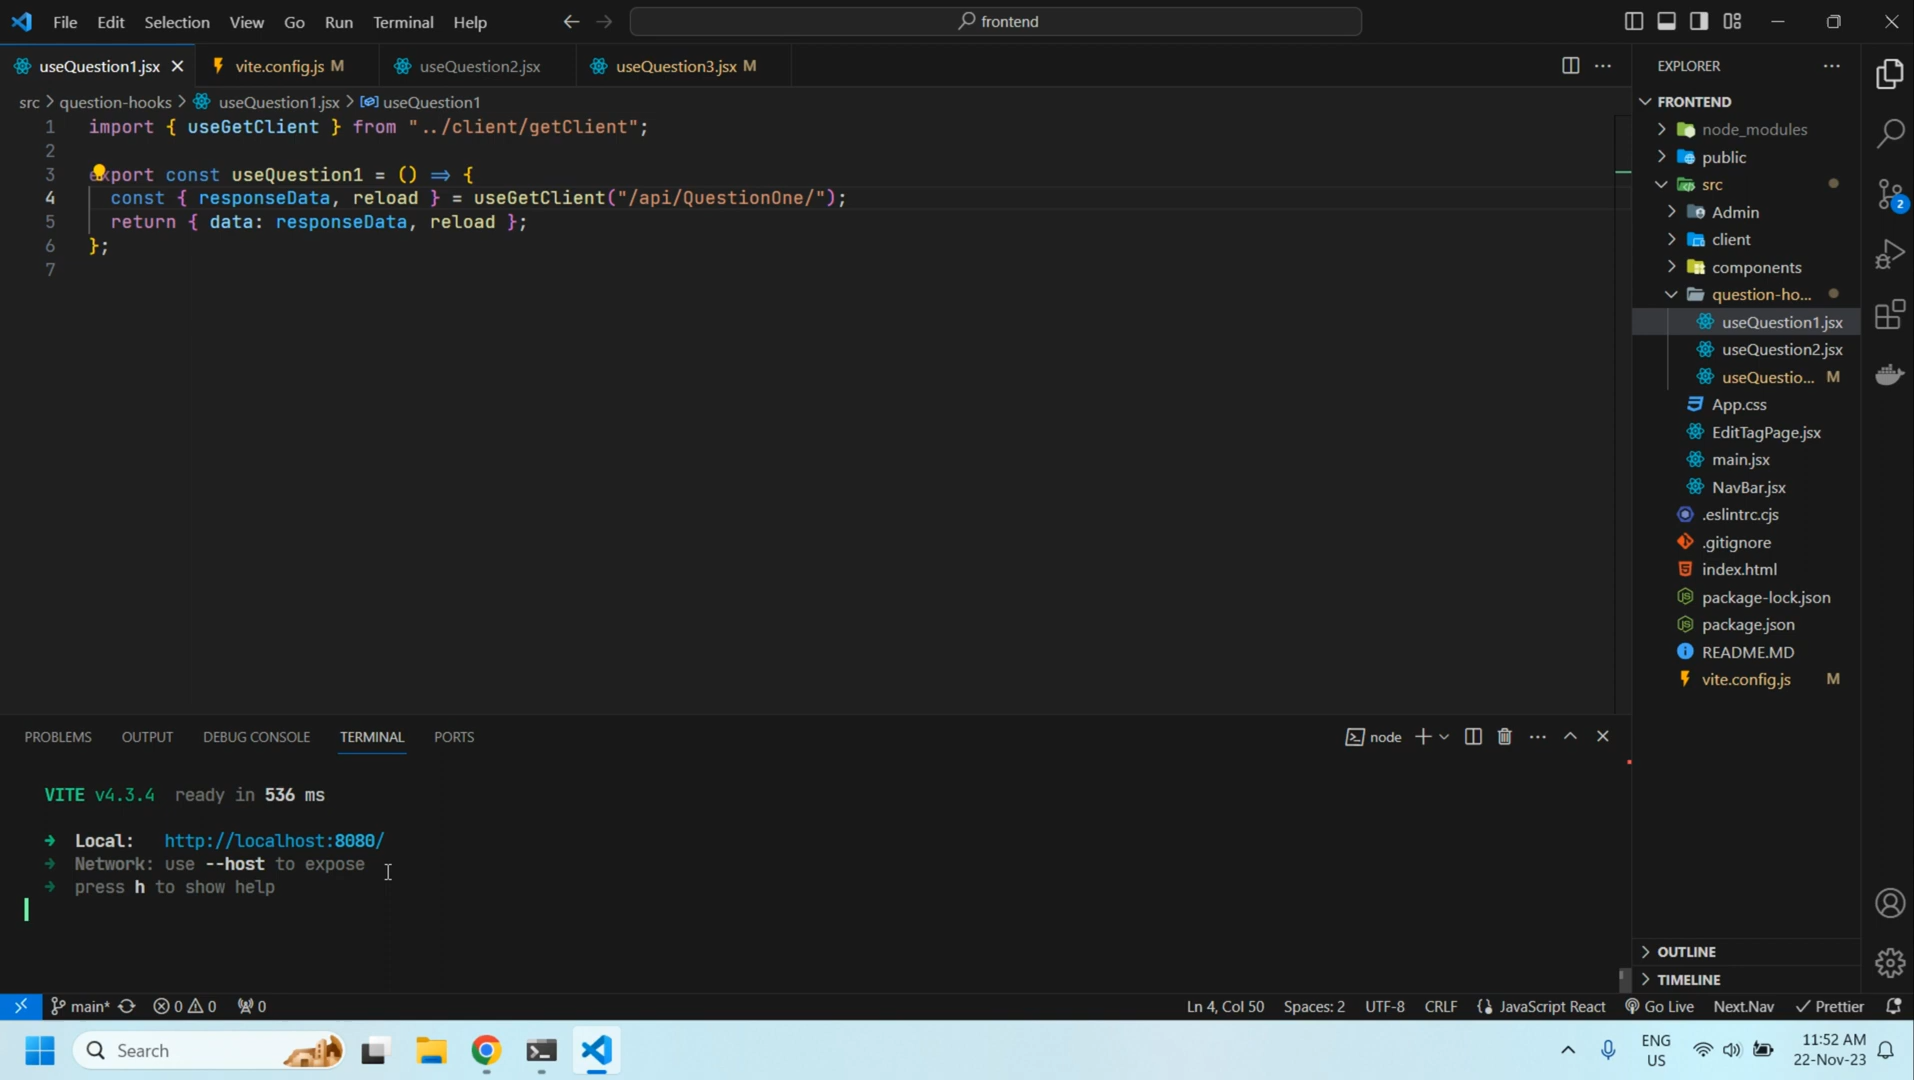 File Edit Selection View Go Run Terminal Help frontend
useQuestion1.jsx vite.config.js M useQuestion2.jsx useQuestion3.jsx M
src > question-hooks > useQuestion1.jsx > useQuestion1
1 import { useGetClient } from "../client/getClient";
2
3 export const useQuestion1 = () => {
4 const { responseData, reload } = useGetClient("/api/QuestionOne/");
5 return { data: responseData, reload };
6 };
7
EXPLORER
FRONTEND
node_modules
public
src
Admin
client
components
question-ho...
useQuestion1.jsx
useQuestion2.jsx
useQuestio... M
App.css
EditTagPage.jsx
main.jsx
NavBar.jsx
.eslintrc.cjs
.gitignore
index.html
package-lock.json
package.json
README.MD
vite.config.js M
OUTLINE
TIMELINE
2
PROBLEMS OUTPUT DEBUG CONSOLE TERMINAL PORTS node
VITE v4.3.4 ready in 536 ms
➜ Local: http://localhost:8080/
➜ Network: use --host to expose
➜ press h to show help
main* 0 0 0 Ln 4, Col 50 Spaces: 2 UTF-8 CRLF JavaScript React Go Live Next.Nav Prettier
Search
ENG
US
11:52 AM
22-Nov-23